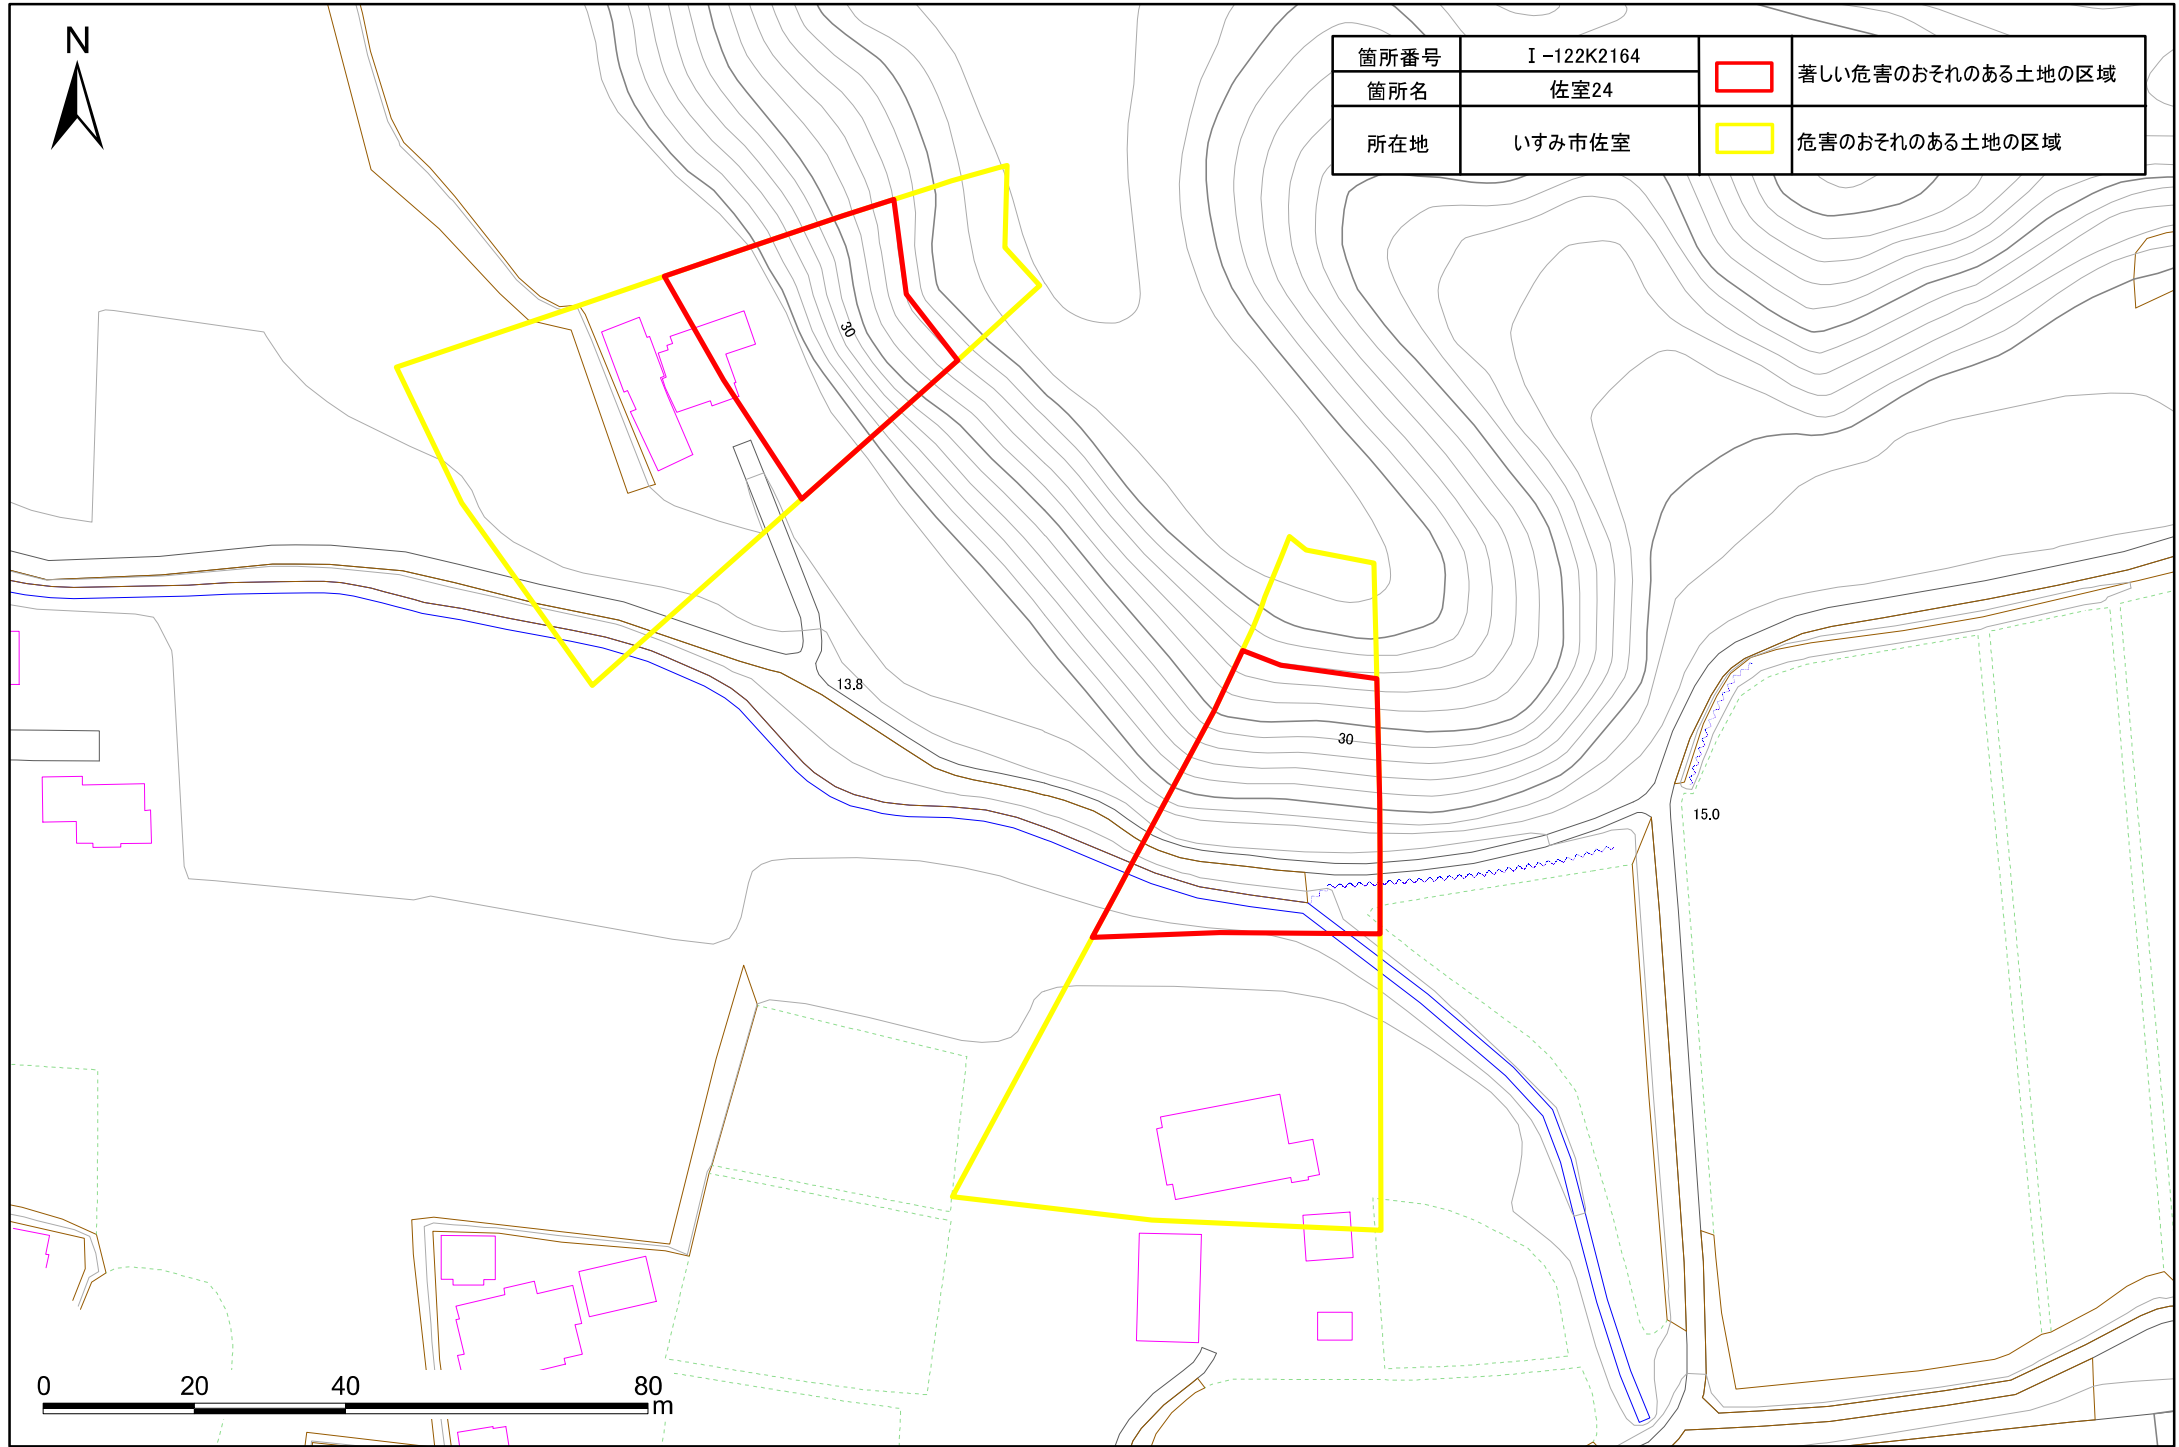 N
箇所番号 Ⅰ-122K2164 著しい危害のおそれのある土地の区域
箇所名 佐室24
所在地 いすみ市佐室 危害のおそれのある土地の区域
30
13.8
30
15.0
0 20 40 80 m